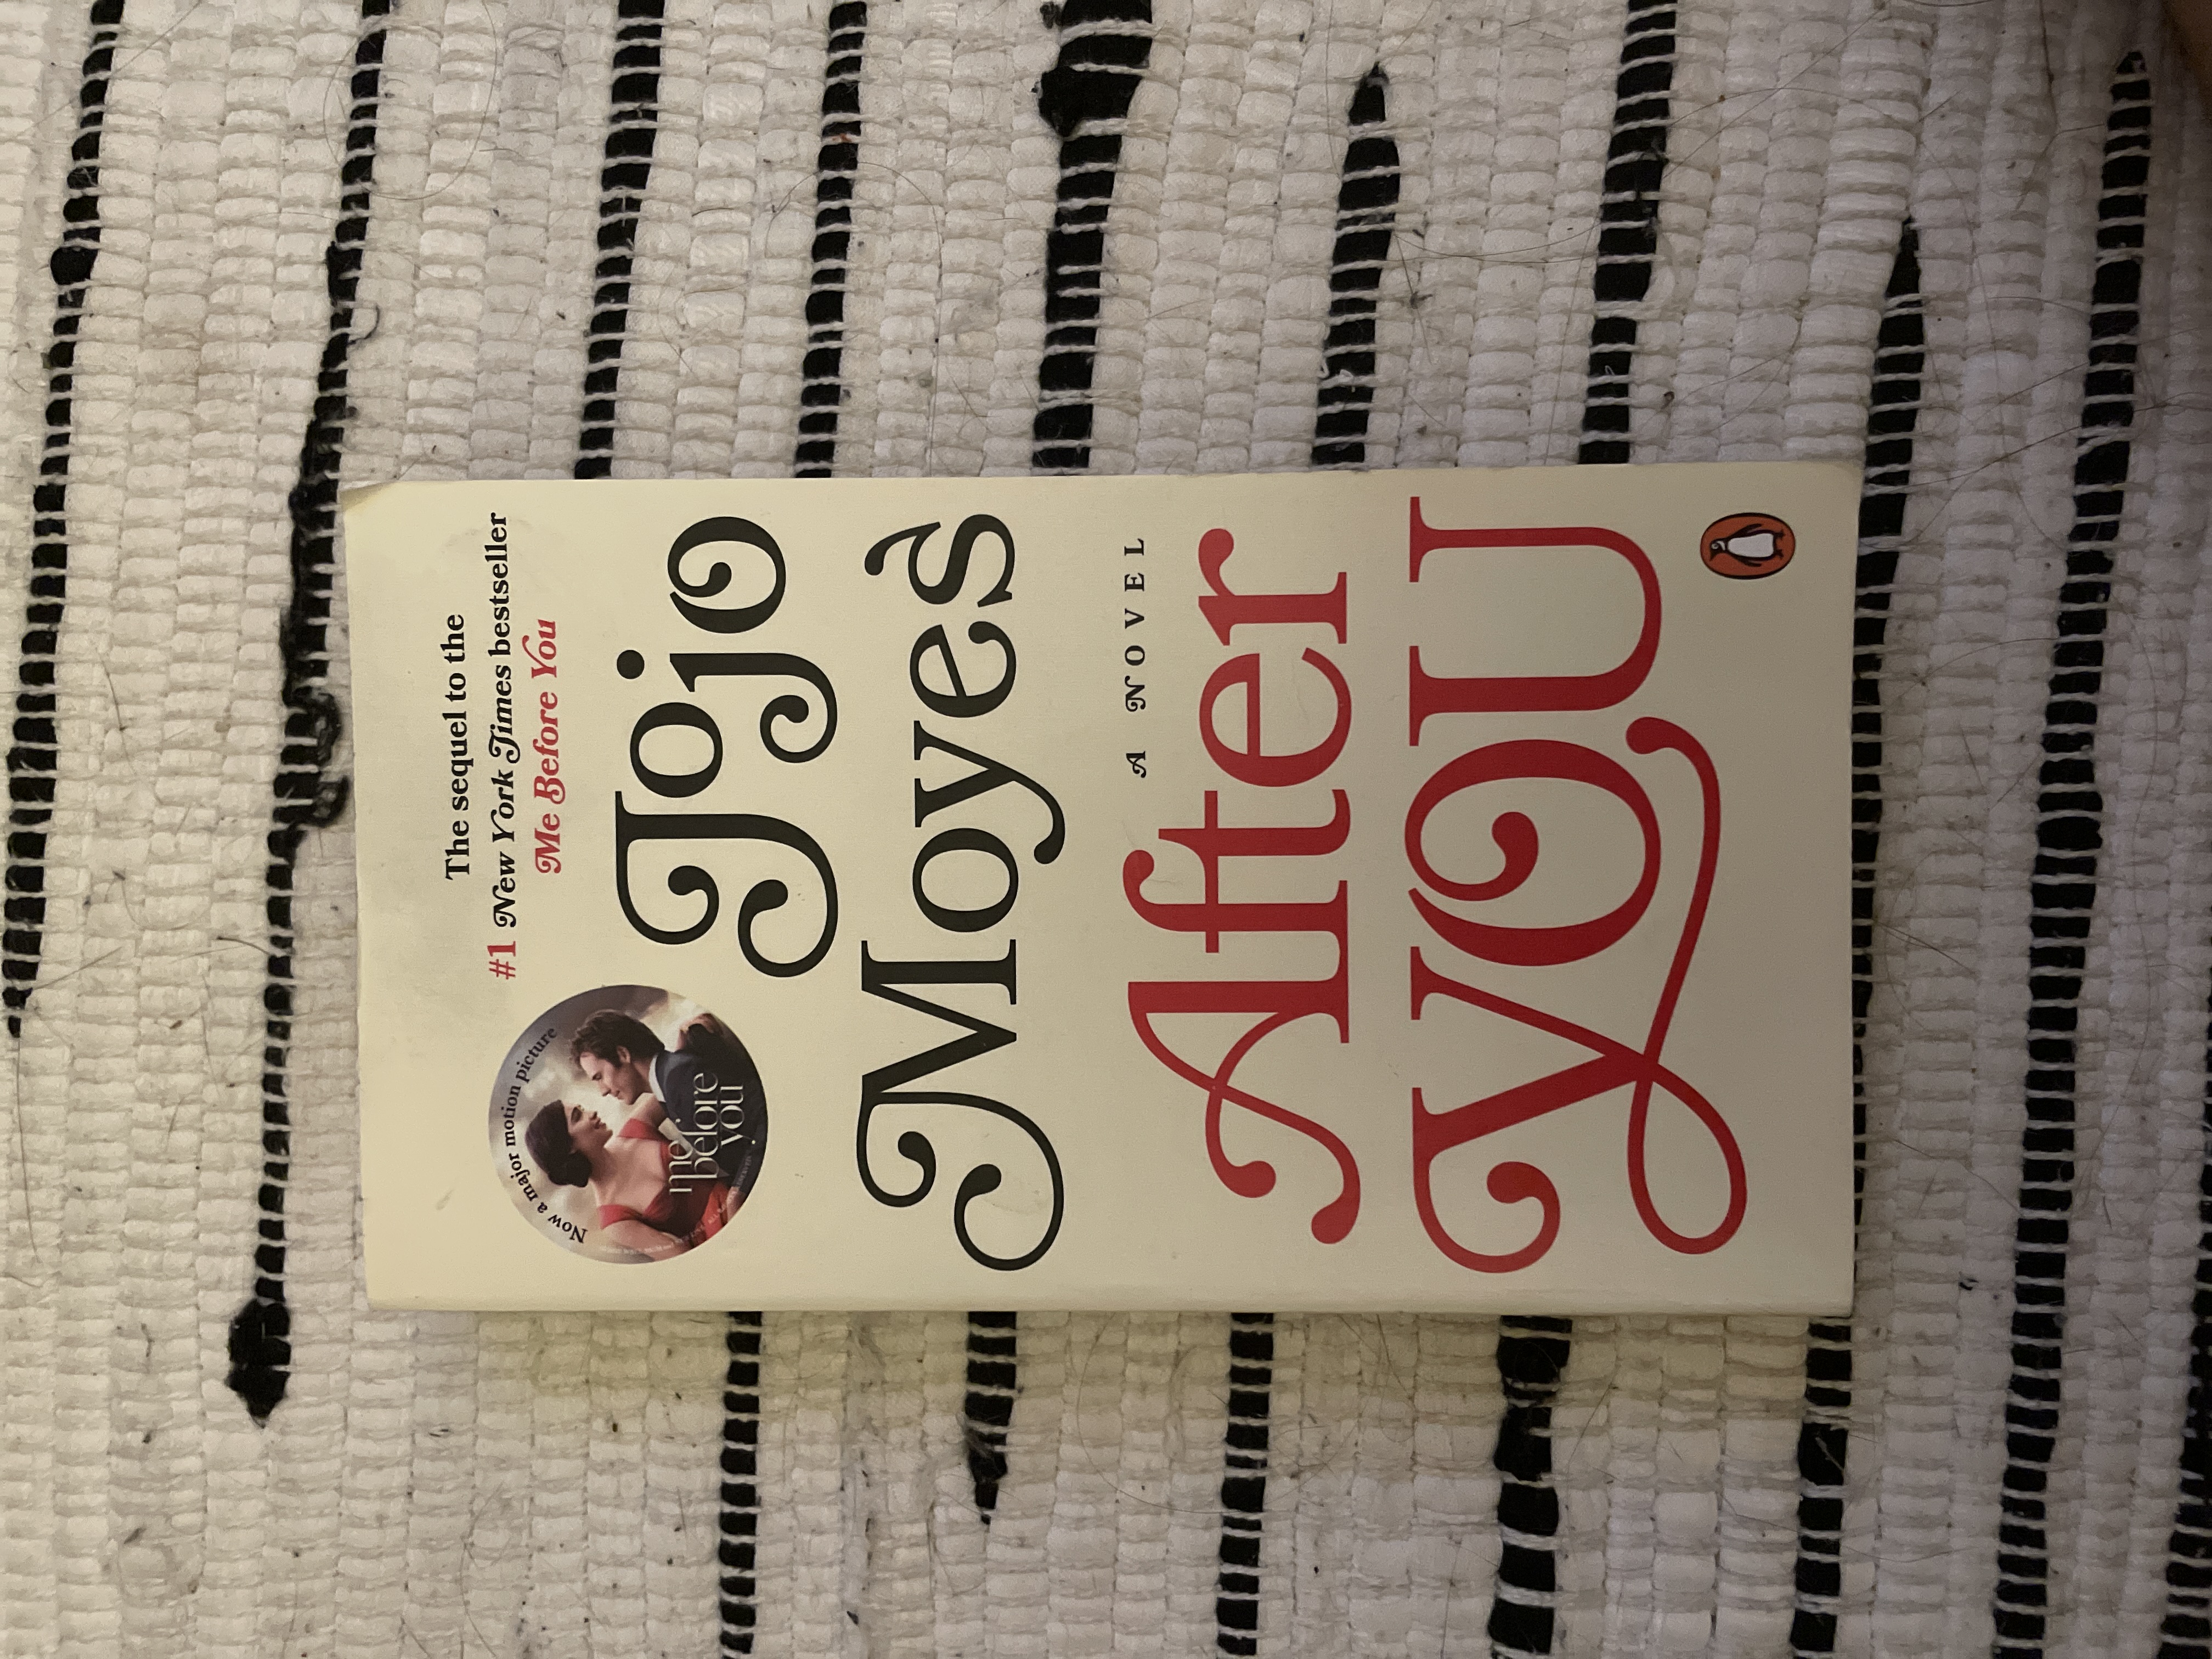 The sequel to the
#1 New York Times bestseller
Me Before You
Now a major motion picture
me
before
you
Jojo
Moyes
A NOVEL
After
YOU